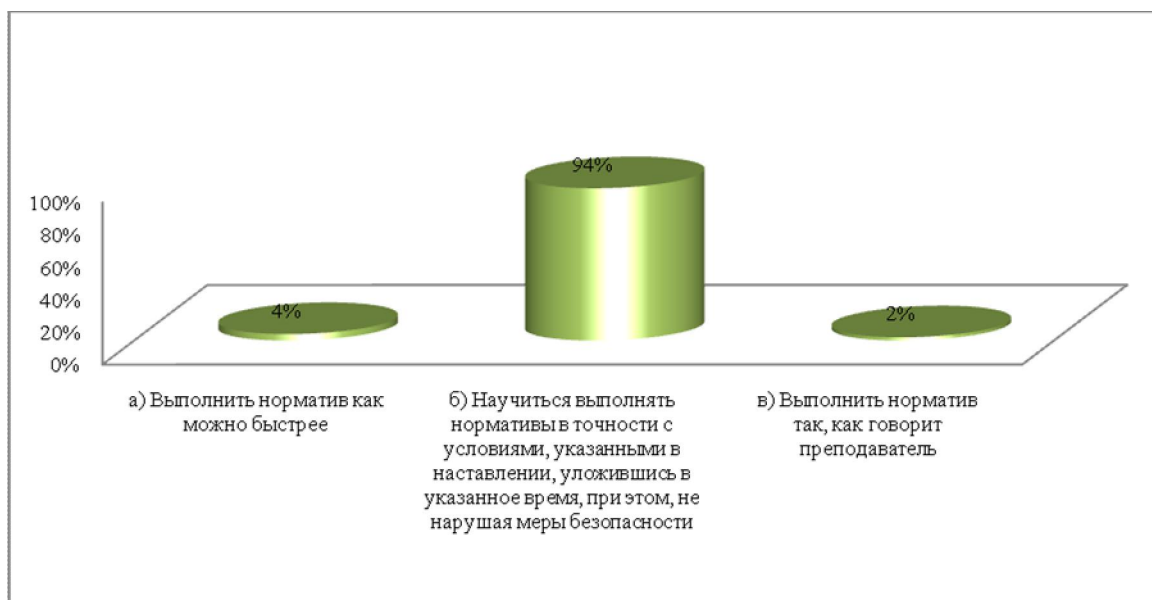 94%
100%
80%
60%
40%
20%
0%
4%
2%
а) Выполнить норматив как
можно быстрее
б) Научиться выполнять
нормативы в точности с
условиями, указанными в
наставлении, уложившись в
указанное время, при этом, не
нарушая меры безопасности
в) Выполнить норматив
так, как говорит
преподаватель